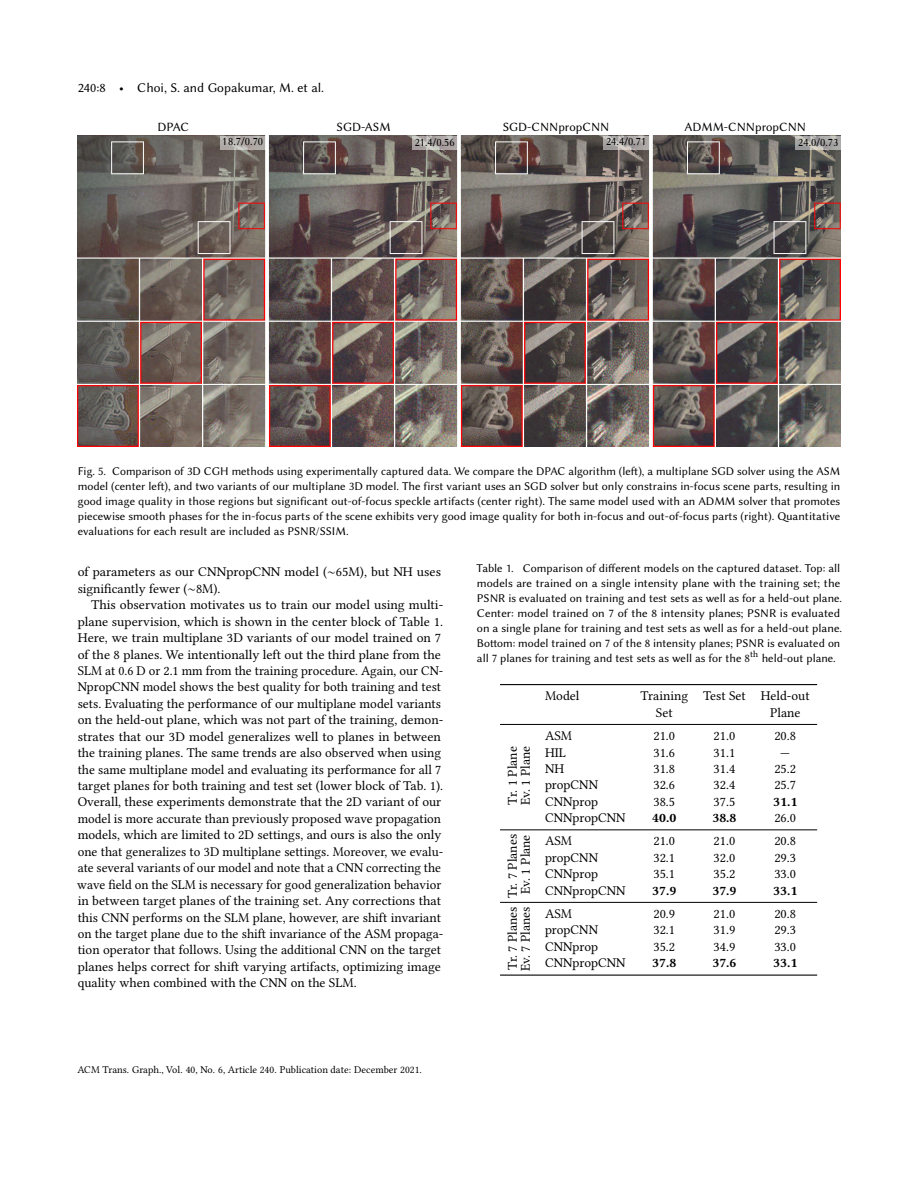 240:8 • Choi, S. and Gopakumar, M. et al.
DPAC SGD-ASM SGD-CNNpropCNN ADMM-CNNpropCNN
18.7/0.70 21.4/0.56 24.4/0.71 24.0/0.73
Fig. 5. Comparison of 3D CGH methods using experimentally captured data. We compare the DPAC algorithm (left), a multiplane SGD solver using the ASM
model (center left), and two variants of our multiplane 3D model. The first variant uses an SGD solver but only constrains in-focus scene parts, resulting in
good image quality in those regions but significant out-of-focus speckle artifacts (center right). The same model used with an ADMM solver that promotes
piecewise smooth phases for the in-focus parts of the scene exhibits very good image quality for both in-focus and out-of-focus parts (right). Quantitative
evaluations for each result are included as PSNR/SSIM.
of parameters as our CNNpropCNN model (~65M), but NH uses
significantly fewer (~8M).
This observation motivates us to train our model using multi-
plane supervision, which is shown in the center block of Table 1.
Here, we train multiplane 3D variants of our model trained on 7
of the 8 planes. We intentionally left out the third plane from the
SLM at 0.6 D or 2.1 mm from the training procedure. Again, our CN-
NpropCNN model shows the best quality for both training and test
sets. Evaluating the performance of our multiplane model variants
on the held-out plane, which was not part of the training, demon-
strates that our 3D model generalizes well to planes in between
the training planes. The same trends are also observed when using
the same multiplane model and evaluating its performance for all 7
target planes for both training and test set (lower block of Tab. 1).
Overall, these experiments demonstrate that the 2D variant of our
model is more accurate than previously proposed wave propagation
models, which are limited to 2D settings, and ours is also the only
one that generalizes to 3D multiplane settings. Moreover, we evalu-
ate several variants of our model and note that a CNN correcting the
wave field on the SLM is necessary for good generalization behavior
in between target planes of the training set. Any corrections that
this CNN performs on the SLM plane, however, are shift invariant
on the target plane due to the shift invariance of the ASM propaga-
tion operator that follows. Using the additional CNN on the target
planes helps correct for shift varying artifacts, optimizing image
quality when combined with the CNN on the SLM.
Table 1. Comparison of different models on the captured dataset. Top: all
models are trained on a single intensity plane with the training set; the
PSNR is evaluated on training and test sets as well as for a held-out plane.
Center: model trained on 7 of the 8 intensity planes; PSNR is evaluated
on a single plane for training and test sets as well as for a held-out plane.
Bottom: model trained on 7 of the 8 intensity planes; PSNR is evaluated on
all 7 planes for training and test sets as well as for the 8th held-out plane.
Model Training Test Set Held-out
Set Plane
Tr. 1 Plane
Ev. 1 Plane
ASM 21.0 21.0 20.8
HIL 31.6 31.1 —
NH 31.8 31.4 25.2
propCNN 32.6 32.4 25.7
CNNprop 38.5 37.5 31.1
CNNpropCNN 40.0 38.8 26.0
Tr. 7 Planes
Ev. 1 Plane
ASM 21.0 21.0 20.8
propCNN 32.1 32.0 29.3
CNNprop 35.1 35.2 33.0
CNNpropCNN 37.9 37.9 33.1
Tr. 7 Planes
Ev. 7 Planes
ASM 20.9 21.0 20.8
propCNN 32.1 31.9 29.3
CNNprop 35.2 34.9 33.0
CNNpropCNN 37.8 37.6 33.1
ACM Trans. Graph., Vol. 40, No. 6, Article 240. Publication date: December 2021.